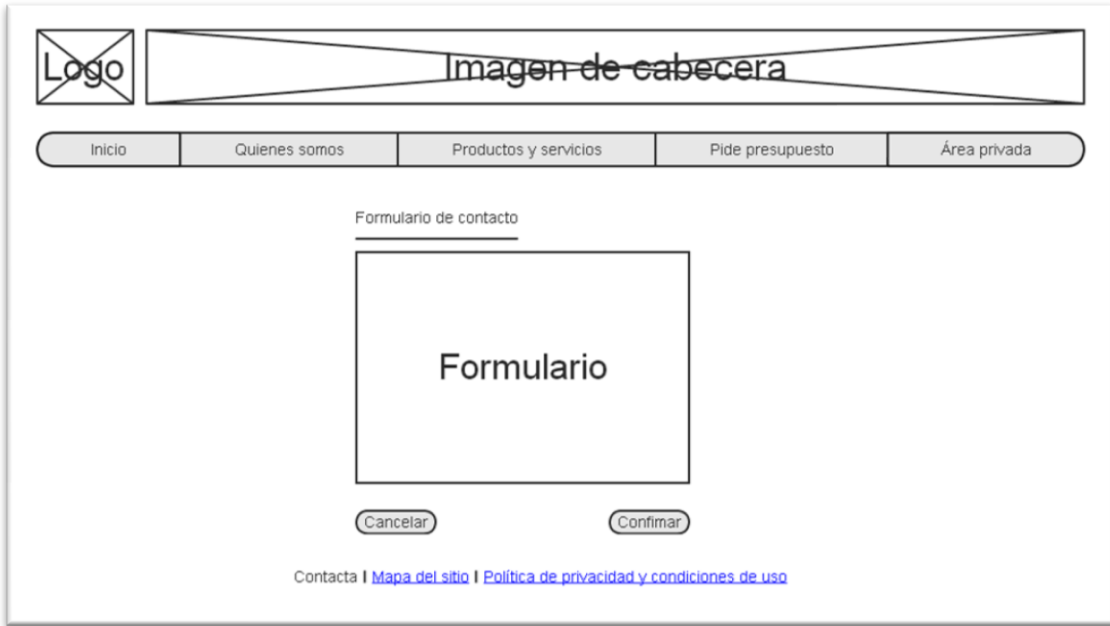 Logo Imagen de cabecera
Inicio Quienes somos Productos y servicios Pide presupuesto Área privada
Formulario de contacto
Formulario
Cancelar Confimar
Contacta | Mapa del sitio | Política de privacidad y condiciones de uso